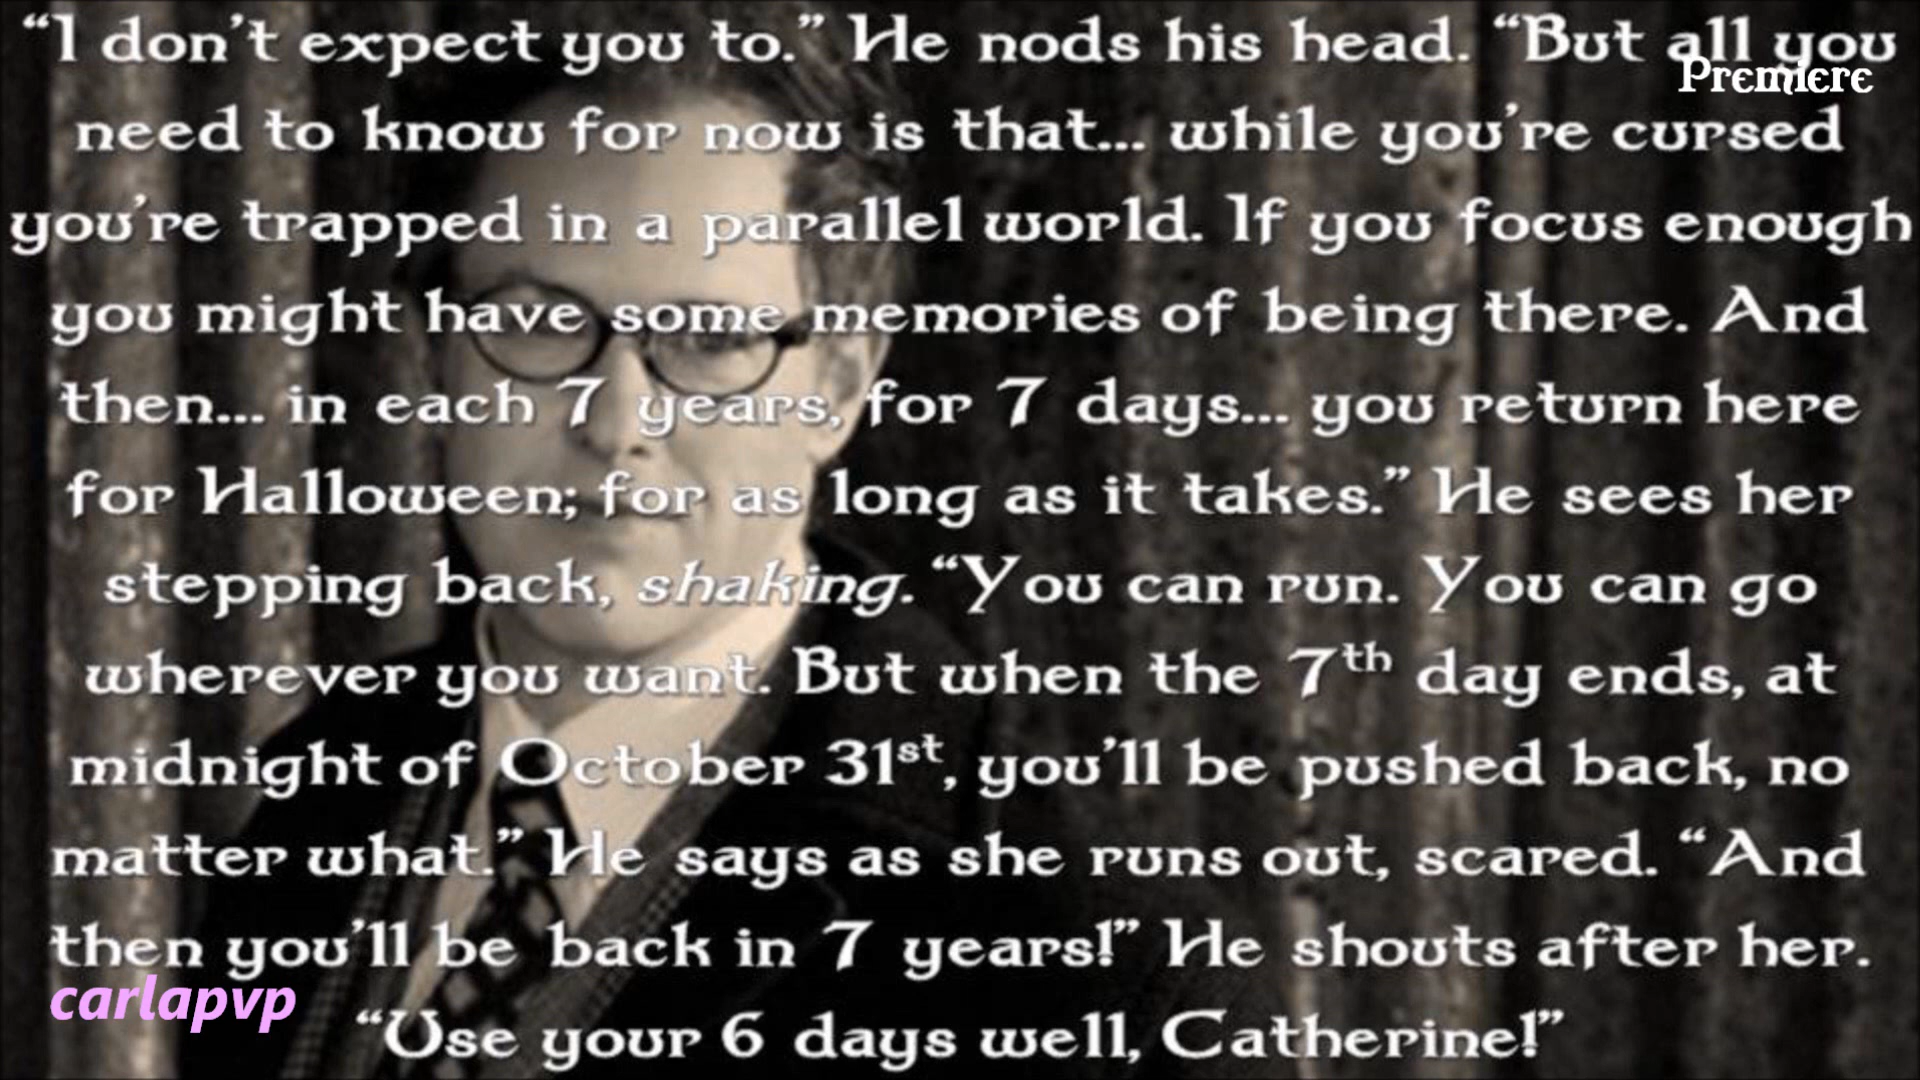 “I don’t expect you to.” He nods his head. “But all you
Premiere
need to know for now is that... while you’re cursed
you’re trapped in a parallel world. If you focus enough
you might have some memories of being there. And
then... in each 7 years, for 7 days... you return here
for Halloween; for as long as it takes.” He sees her
stepping back, shaking. “You can run. You can go
wherever you want. But when the 7th day ends, at
midnight of October 31st, you’ll be pushed back, no
matter what.” He says as she runs out, scared. “And
then you’ll be back in 7 years!” He shouts after her.
carlapvp
“Use your 6 days well, Catherine!”